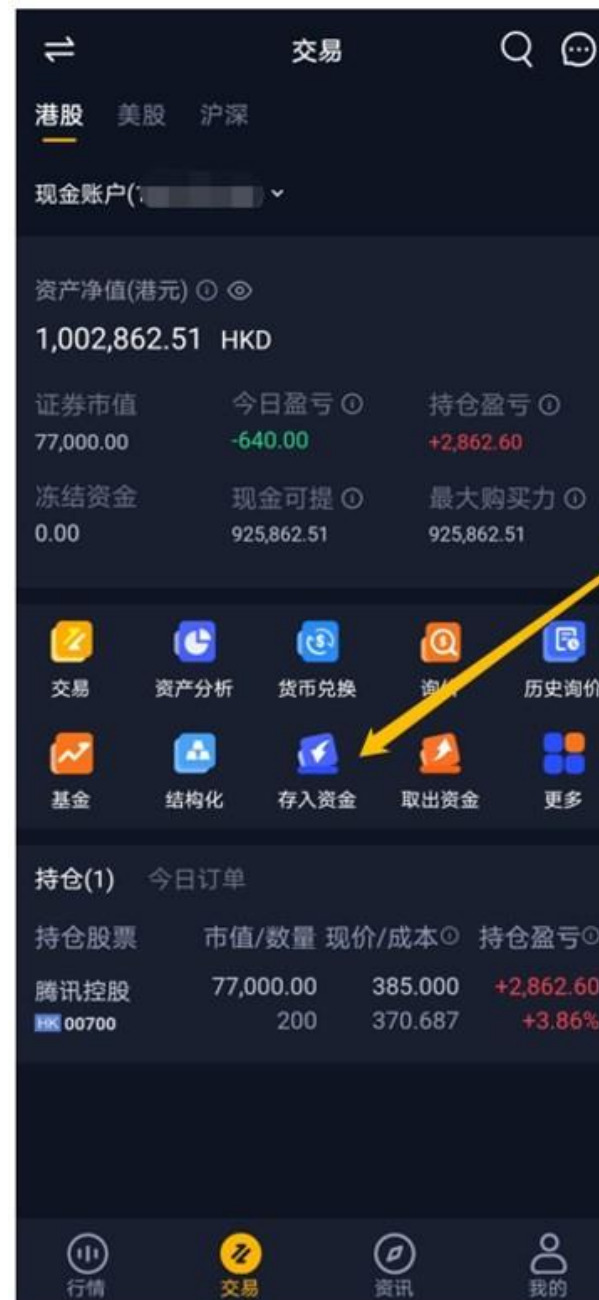 交易
港股 美股 沪深
现金账户(
资产净值(港元)
1,002,862.51 HKD
证券市值 今日盈亏 持仓盈亏
77,000.00 -640.00 +2,862.60
冻结资金 现金可提 最大购买力
0.00 925,862.51 925,862.51
交易 资产分析 货币兑换 询价 历史询价
基金 结构化 存入资金 取出资金 更多
持仓(1) 今日订单
持仓股票 市值/数量 现价/成本 持仓盈亏
腾讯控股 77,000.00 385.000 +2,862.60
HK 00700 200 370.687 +3.86%
行情 交易 资讯 我的